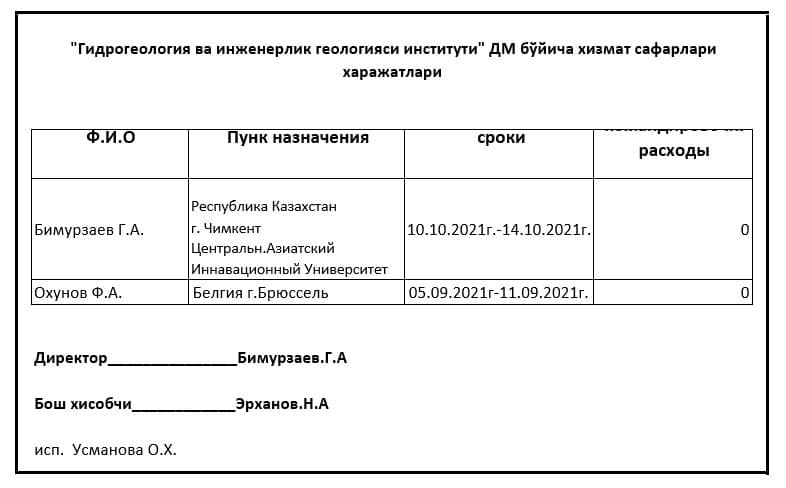 "Гидрогеология ва инженерлик геологияси институти" ДМ бўйича хизмат сафарлари
харажатлари
Ф.И.О Пунк назначения сроки расходы
Республика Казахстан
г. Чимкент
Бимурзаев Г.А. 10.10.2021г.-14.10.2021г. 0
Центральн.Азиатский
Иннавационный Университет
Охунов Ф.А. Белгия г.Брюссель 05.09.2021г-11.09.2021г. 0
Директор_______________Бимурзаев.Г.А
Бош хисобчи____________Эрханов.Н.А
исп. Усманова О.Х.